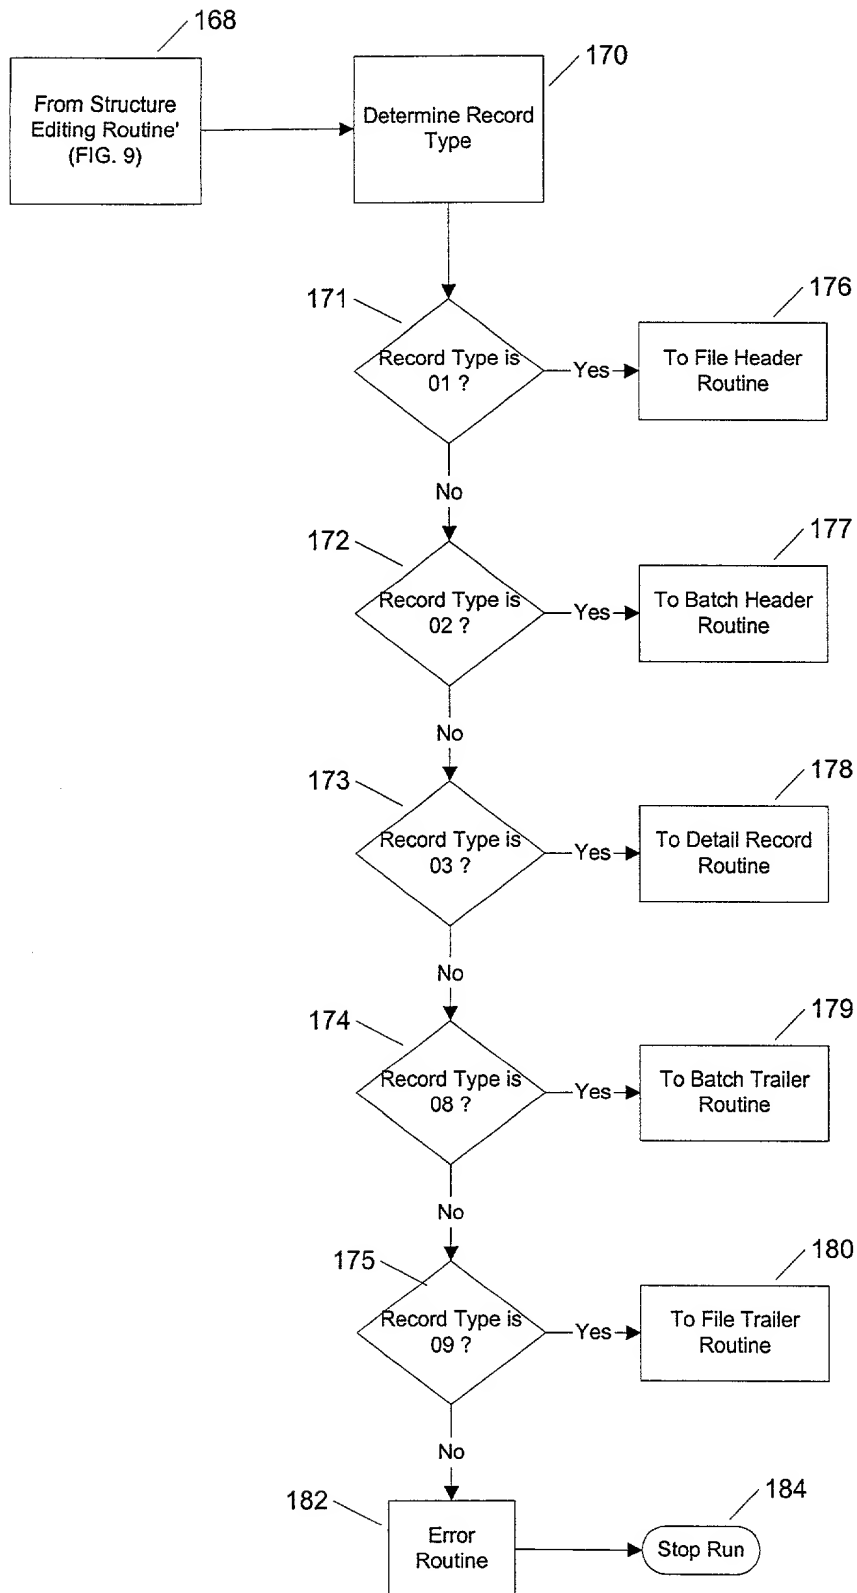 168
From Structure
Editing Routine'
(FIG. 9)
170
Determine Record
Type
171
Record Type is
01 ?
Yes
176
To File Header
Routine
No
172
Record Type is
02 ?
Yes
177
To Batch Header
Routine
No
173
Record Type is
03 ?
Yes
178
To Detail Record
Routine
No
174
Record Type is
08 ?
Yes
179
To Batch Trailer
Routine
No
175
Record Type is
09 ?
Yes
180
To File Trailer
Routine
No
182
Error
Routine
184
Stop Run